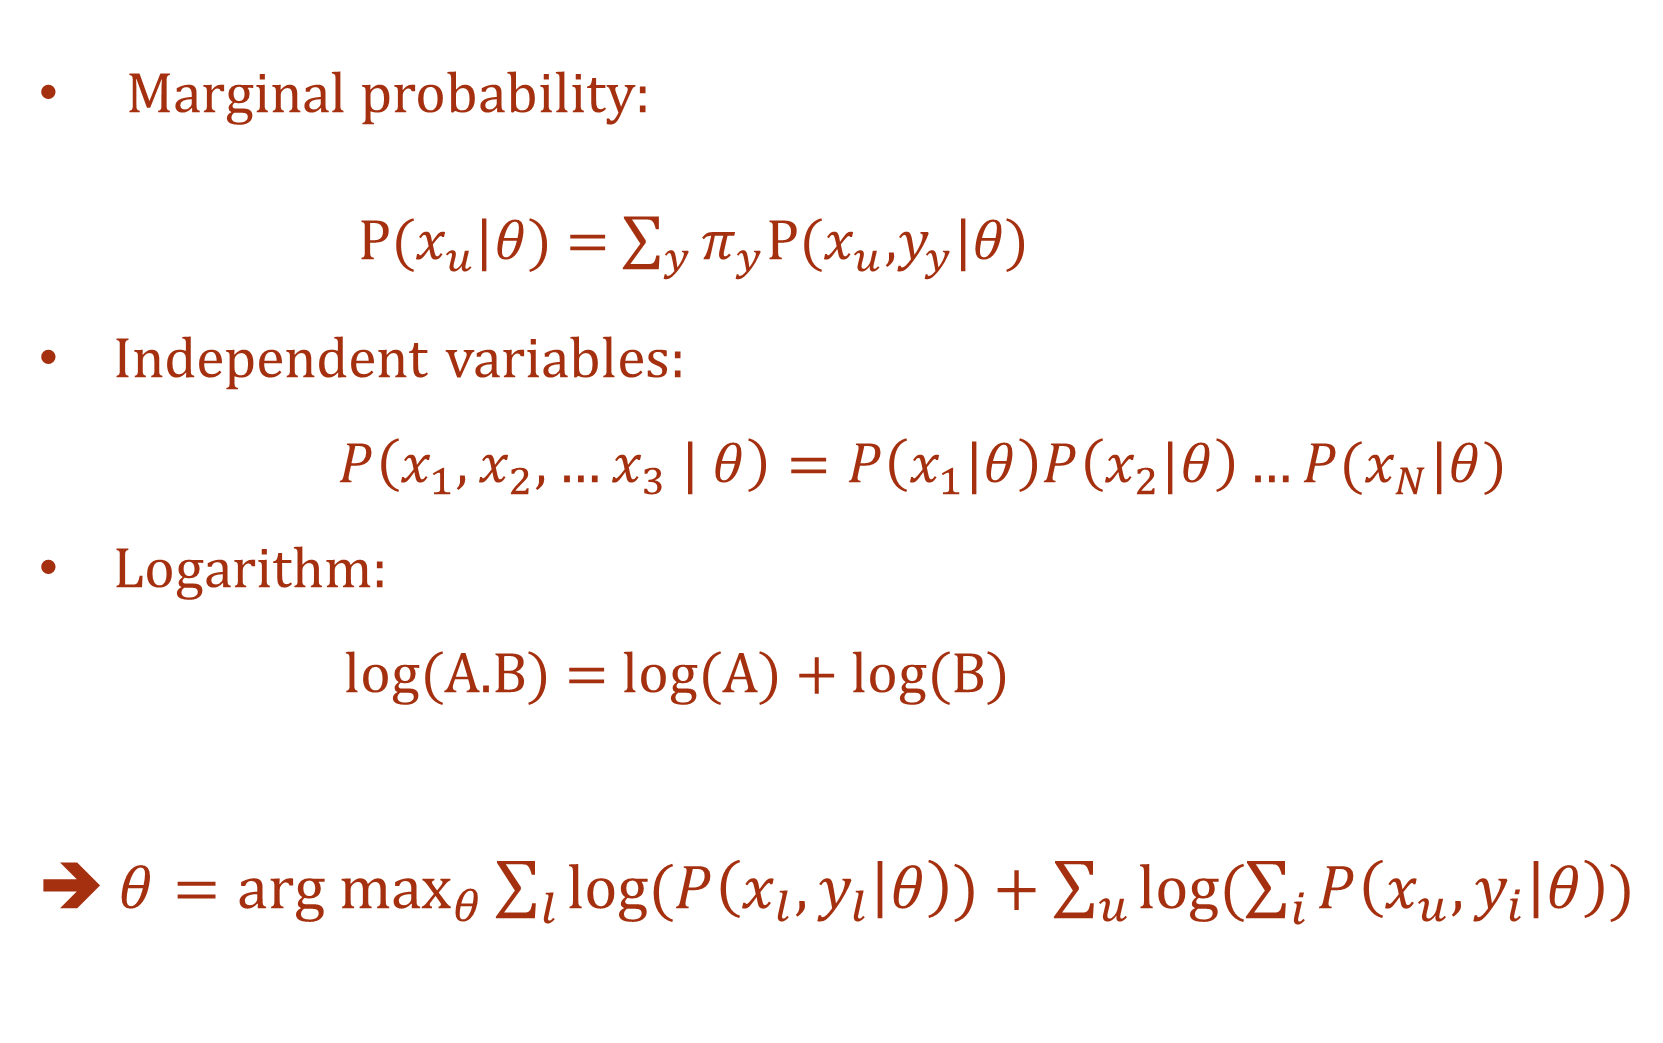 • Marginal probability:
P(x_u|θ) = ∑_y π_y P(x_u,y_y|θ)
• Independent variables:
P(x_1, x_2, … x_3 | θ) = P(x_1|θ)P(x_2|θ) … P(x_N|θ)
• Logarithm:
log(A.B) = log(A) + log(B)
➔ θ = arg max_θ ∑_l log(P(x_l, y_l|θ)) + ∑_u log(∑_i P(x_u, y_i|θ))